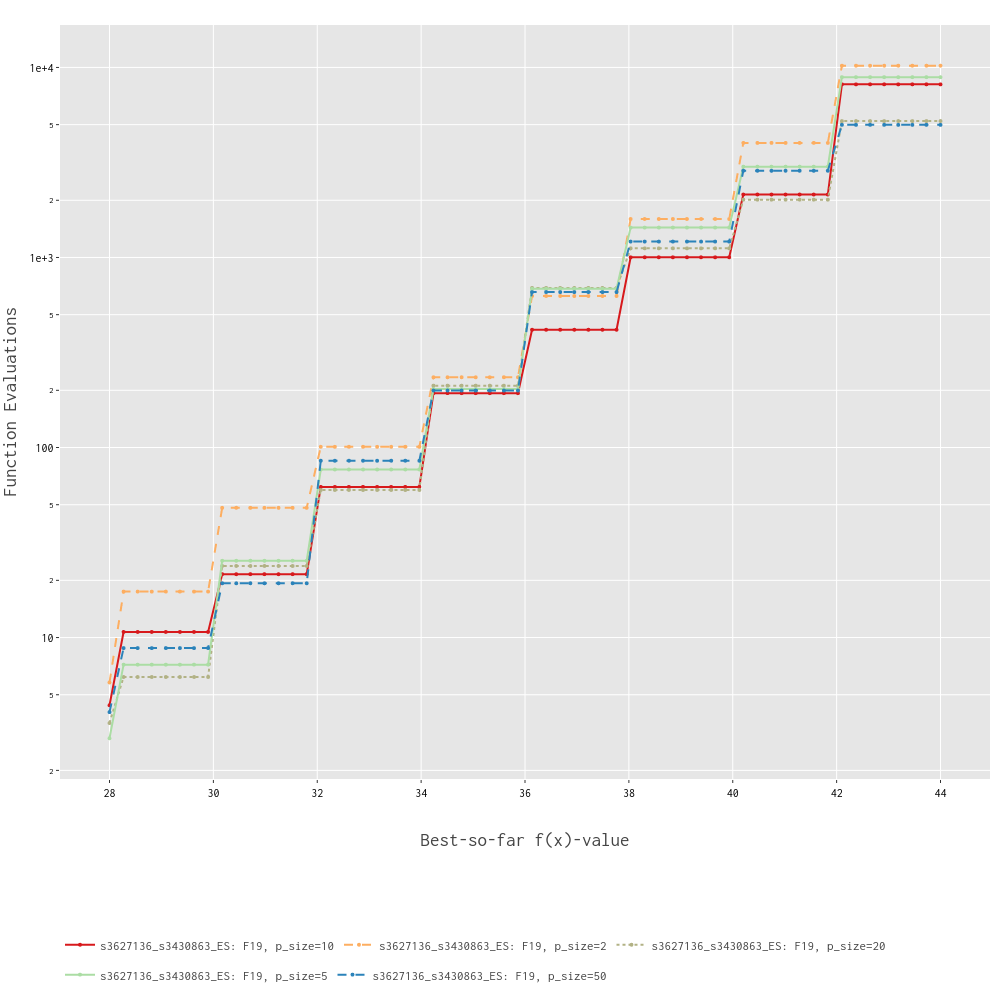 1e+4
5
2
1e+3
5
2
100
5
2
10
5
2
Function Evaluations
28 30 32 34 36 38 40 42 44
Best-so-far f(x)-value
s3627136_s3430863_ES: F19, p_size=10 s3627136_s3430863_ES: F19, p_size=2 s3627136_s3430863_ES: F19, p_size=20
s3627136_s3430863_ES: F19, p_size=5 s3627136_s3430863_ES: F19, p_size=50